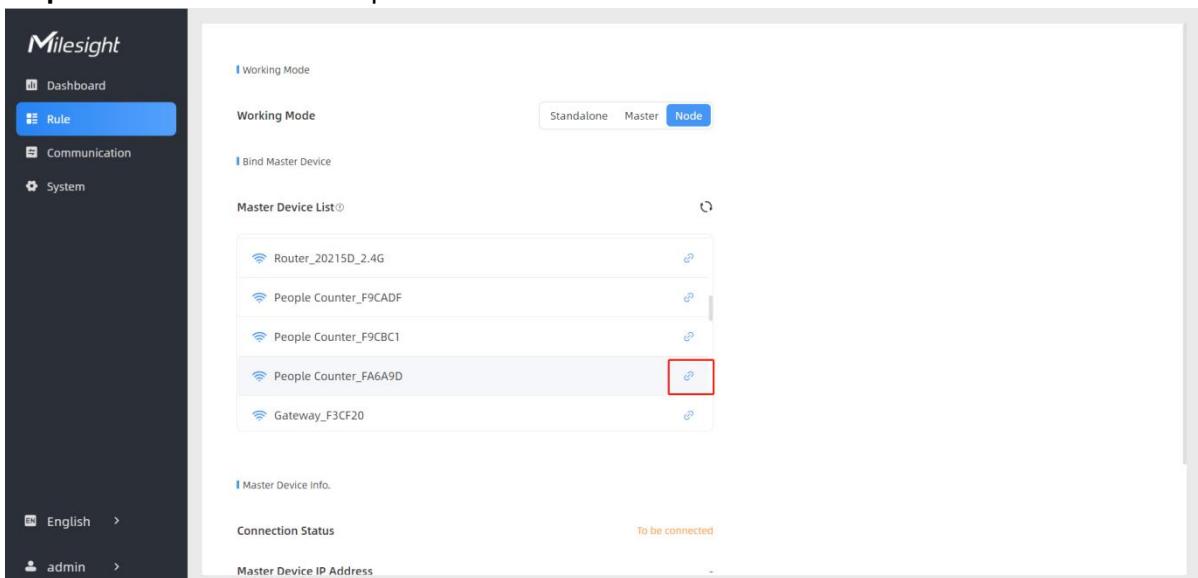 Milesight
Dashboard
Rule
Communication
System
English >
admin >
Working Mode
Working Mode Standalone Master Node
Bind Master Device
Master Device List
Router_20215D_2.4G
People Counter_F9CADF
People Counter_F9CBC1
People Counter_FA6A9D
Gateway_F3CF20
Master Device Info.
Connection Status To be connected
Master Device IP Address -